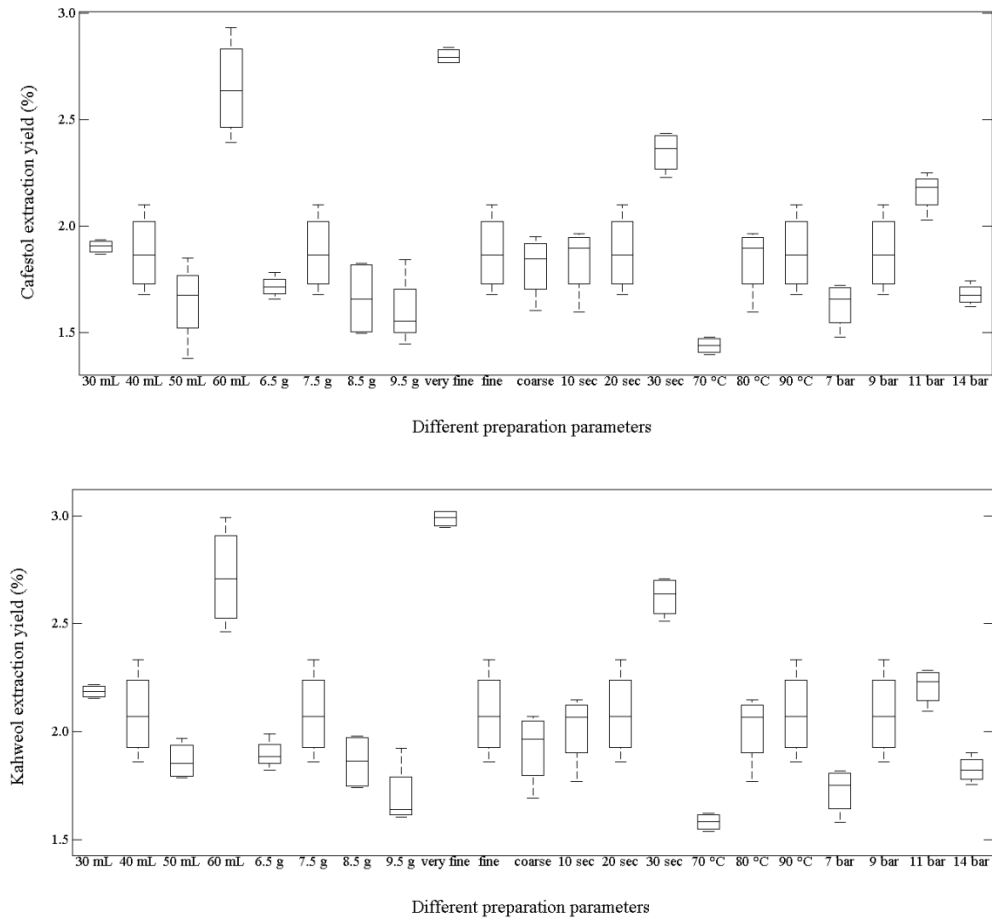 3.0
2.5
2.0
1.5
Cafestol extraction yield (%)
30 mL 40 mL 50 mL 60 mL 6.5 g 7.5 g 8.5 g 9.5 g very fine fine coarse 10 sec 20 sec 30 sec 70 °C 80 °C 90 °C 7 bar 9 bar 11 bar 14 bar
Different preparation parameters
3.0
2.5
2.0
1.5
Kahweol extraction yield (%)
30 mL 40 mL 50 mL 60 mL 6.5 g 7.5 g 8.5 g 9.5 g very fine fine coarse 10 sec 20 sec 30 sec 70 °C 80 °C 90 °C 7 bar 9 bar 11 bar 14 bar
Different preparation parameters